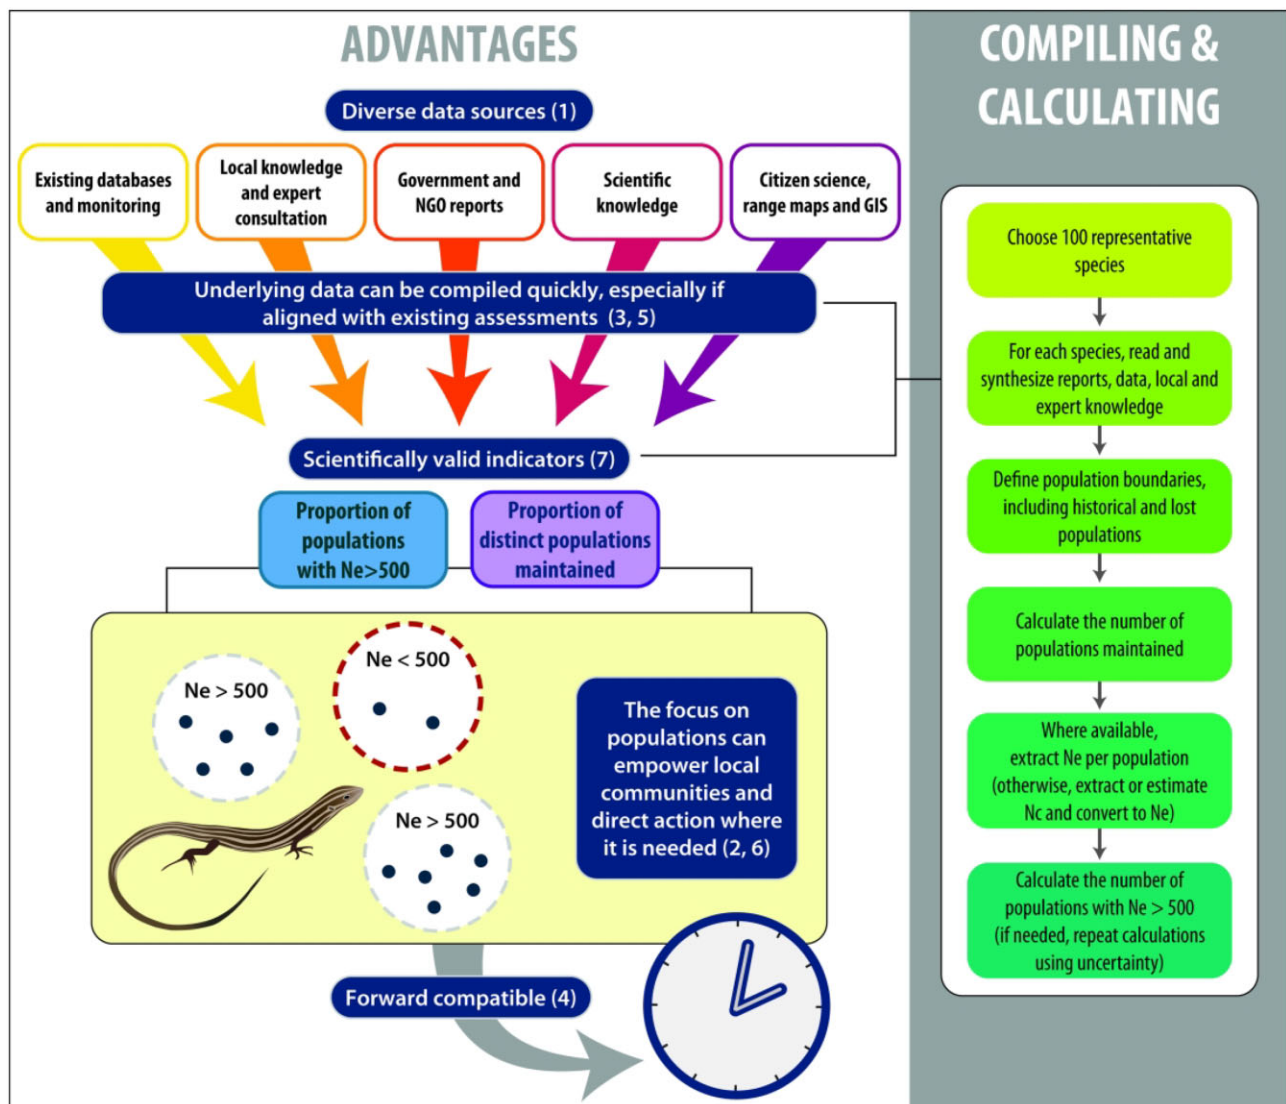 ADVANTAGES
Diverse data sources (1)
Existing databases
and monitoring
Local knowledge
and expert
consultation
Government and
NGO reports
Scientific
knowledge
Citizen science,
range maps and GIS
Underlying data can be compiled quickly, especially if
aligned with existing assessments (3, 5)
Scientifically valid indicators (7)
Proportion of
populations
with Ne>500
Proportion of
distinct populations
maintained
Ne > 500
Ne < 500
Ne > 500
The focus on
populations can
empower local
communities and
direct action where
it is needed (2, 6)
Forward compatible (4)
COMPILING &
CALCULATING
Choose 100 representative
species
For each species, read and
synthesize reports, data, local and
expert knowledge
Define population boundaries,
including historical and lost
populations
Calculate the number of
populations maintained
Where available,
extract Ne per population
(otherwise, extract or estimate
Nc and convert to Ne)
Calculate the number of
populations with Ne > 500
(if needed, repeat calculations
using uncertainty)